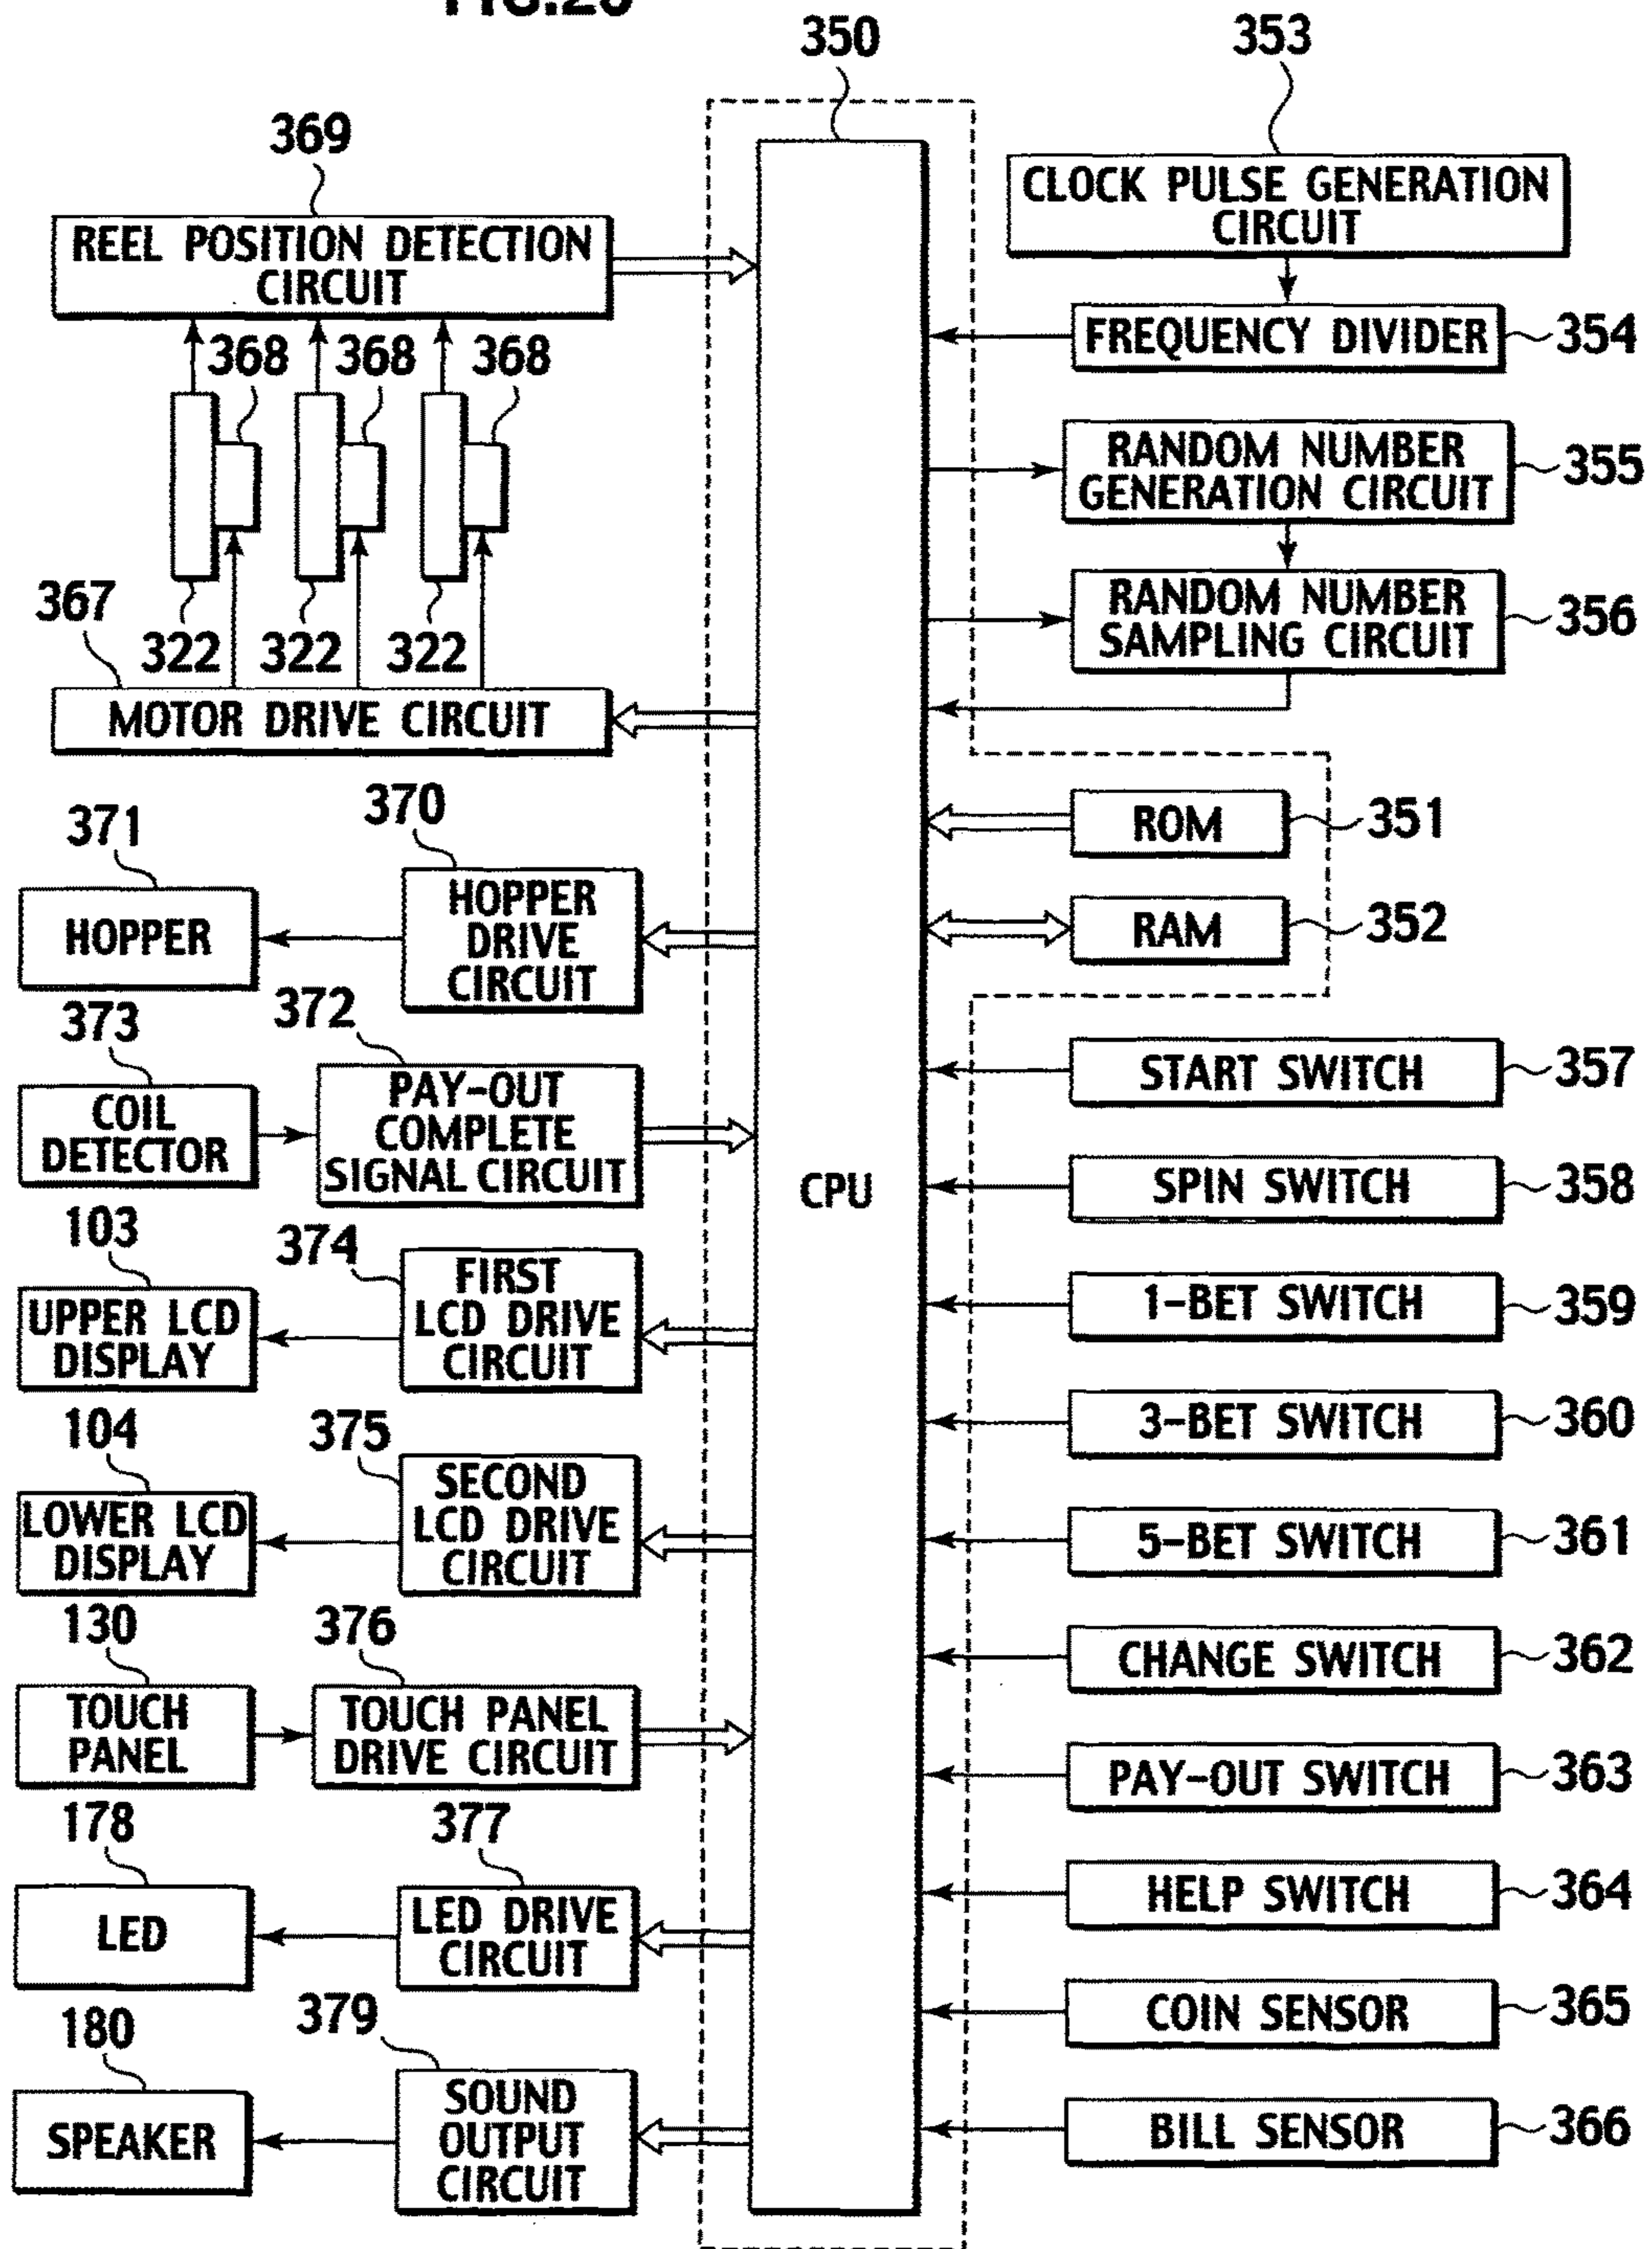 350
353
369
CLOCK PULSE GENERATION
CIRCUIT
REEL POSITION DETECTION
CIRCUIT
FREQUENCY DIVIDER
354
368
368
368
RANDOM NUMBER
GENERATION CIRCUIT
355
RANDOM NUMBER
SAMPLING CIRCUIT
356
367
322
322
322
MOTOR DRIVE CIRCUIT
ROM
351
RAM
352
371
370
HOPPER
HOPPER
DRIVE
CIRCUIT
373
372
COIL
DETECTOR
PAY-OUT
COMPLETE
SIGNAL CIRCUIT
CPU
START SWITCH
357
SPIN SWITCH
358
103
374
UPPER LCD
DISPLAY
FIRST
LCD DRIVE
CIRCUIT
1-BET SWITCH
359
3-BET SWITCH
360
104
375
LOWER LCD
DISPLAY
SECOND
LCD DRIVE
CIRCUIT
5-BET SWITCH
361
130
376
TOUCH
PANEL
TOUCH PANEL
DRIVE CIRCUIT
CHANGE SWITCH
362
PAY-OUT SWITCH
363
178
377
LED
LED DRIVE
CIRCUIT
HELP SWITCH
364
180
379
SPEAKER
SOUND
OUTPUT
CIRCUIT
COIN SENSOR
365
BILL SENSOR
366